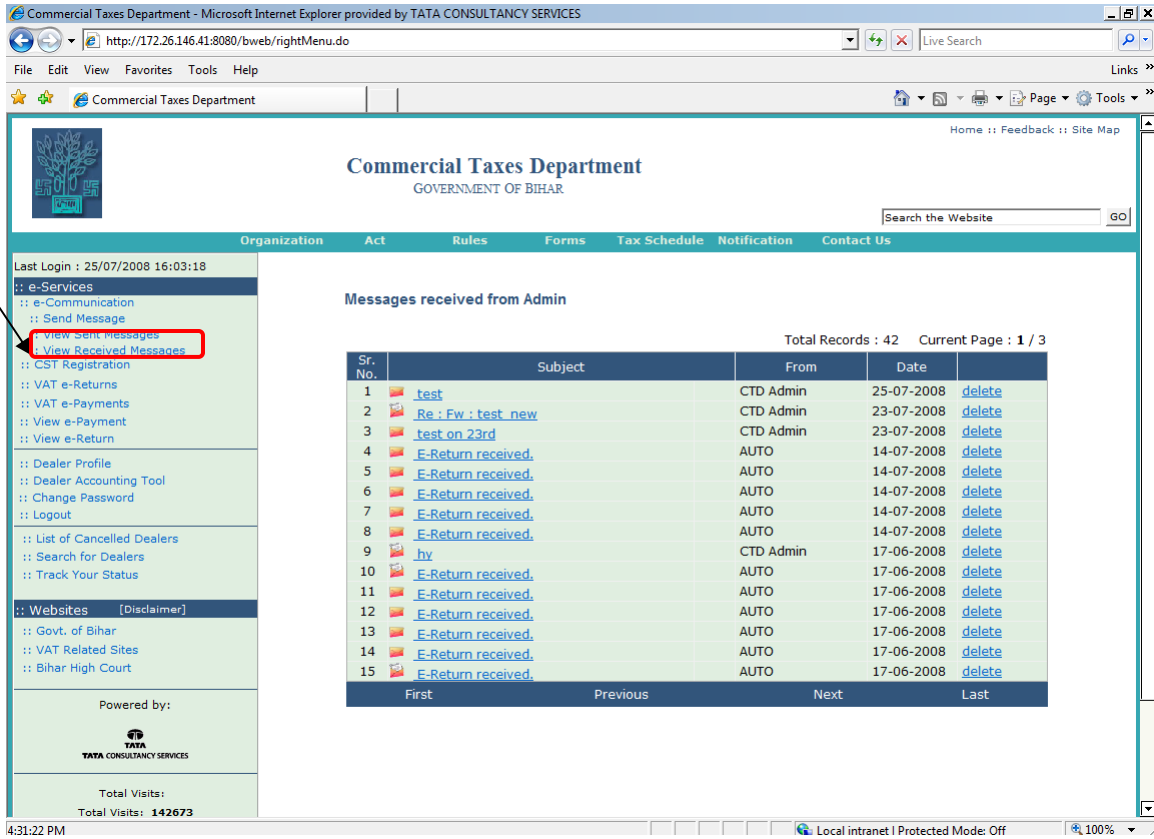 Commercial Taxes Department - Microsoft Internet Explorer provided by TATA CONSULTANCY SERVICES
http://172.26.146.41:8080/bweb/rightMenu.do
Live Search
File Edit View Favorites Tools Help
Links »
Commercial Taxes Department
Page Tools »
Home :: Feedback :: Site Map
Commercial Taxes Department
GOVERNMENT OF BIHAR
Search the Website GO
Organization Act Rules Forms Tax Schedule Notification Contact Us
Last Login : 25/07/2008 16:03:18
:: e-Services
:: e-Communication
:: Send Message
: View Sent Messages
: View Received Messages
:: CST Registration
:: VAT e-Returns
:: VAT e-Payments
:: View e-Payment
:: View e-Return
:: Dealer Profile
:: Dealer Accounting Tool
:: Change Password
:: Logout
:: List of Cancelled Dealers
:: Search for Dealers
:: Track Your Status
:: Websites [Disclaimer]
:: Govt. of Bihar
:: VAT Related Sites
:: Bihar High Court
Powered by:
TATA
TATA CONSULTANCY SERVICES
Total Visits:
Total Visits: 142673
Messages received from Admin
Total Records : 42 Current Page : 1 / 3
Sr. No. Subject From Date
1 test CTD Admin 25-07-2008 delete
2 Re : Fw : test new CTD Admin 23-07-2008 delete
3 test on 23rd CTD Admin 23-07-2008 delete
4 E-Return received. AUTO 14-07-2008 delete
5 E-Return received. AUTO 14-07-2008 delete
6 E-Return received. AUTO 14-07-2008 delete
7 E-Return received. AUTO 14-07-2008 delete
8 E-Return received. AUTO 14-07-2008 delete
9 hy CTD Admin 17-06-2008 delete
10 E-Return received. AUTO 17-06-2008 delete
11 E-Return received. AUTO 17-06-2008 delete
12 E-Return received. AUTO 17-06-2008 delete
13 E-Return received. AUTO 17-06-2008 delete
14 E-Return received. AUTO 17-06-2008 delete
15 E-Return received. AUTO 17-06-2008 delete
First Previous Next Last
4:31:22 PM
Local intranet | Protected Mode: Off
100%